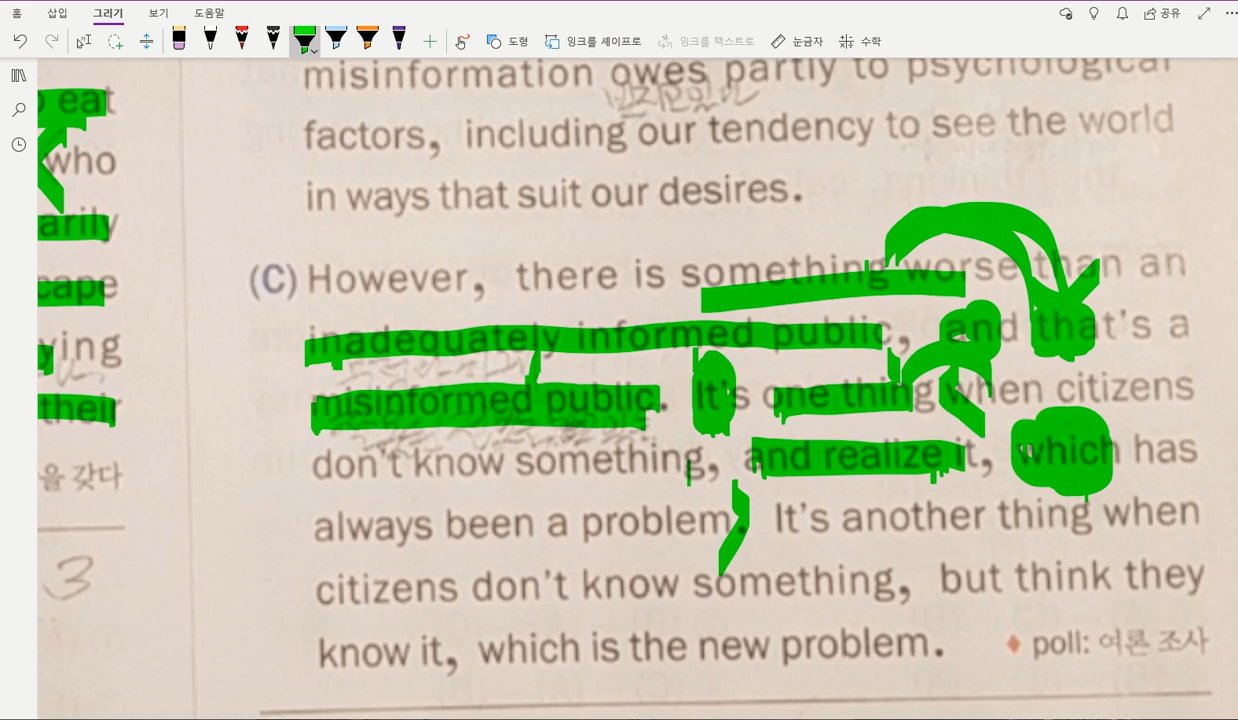 홈 삽입 그리기 보기 도움말
공유
도형 잉크를 셰이프로 잉크를 텍스트로 눈금자 수학
eat
who
arily
cape
ying
their
을 갖다
3
misinformation owes partly to psychological
factors, including our tendency to see the world
in ways that suit our desires.
(C) However, there is something worse than an
inadequately informed public, and that's a
misinformed public. It's one thing when citizens
don't know something, and realize it, which has
always been a problem. It's another thing when
citizens don't know something, but think they
know it, which is the new problem. ♦ poll: 여론 조사